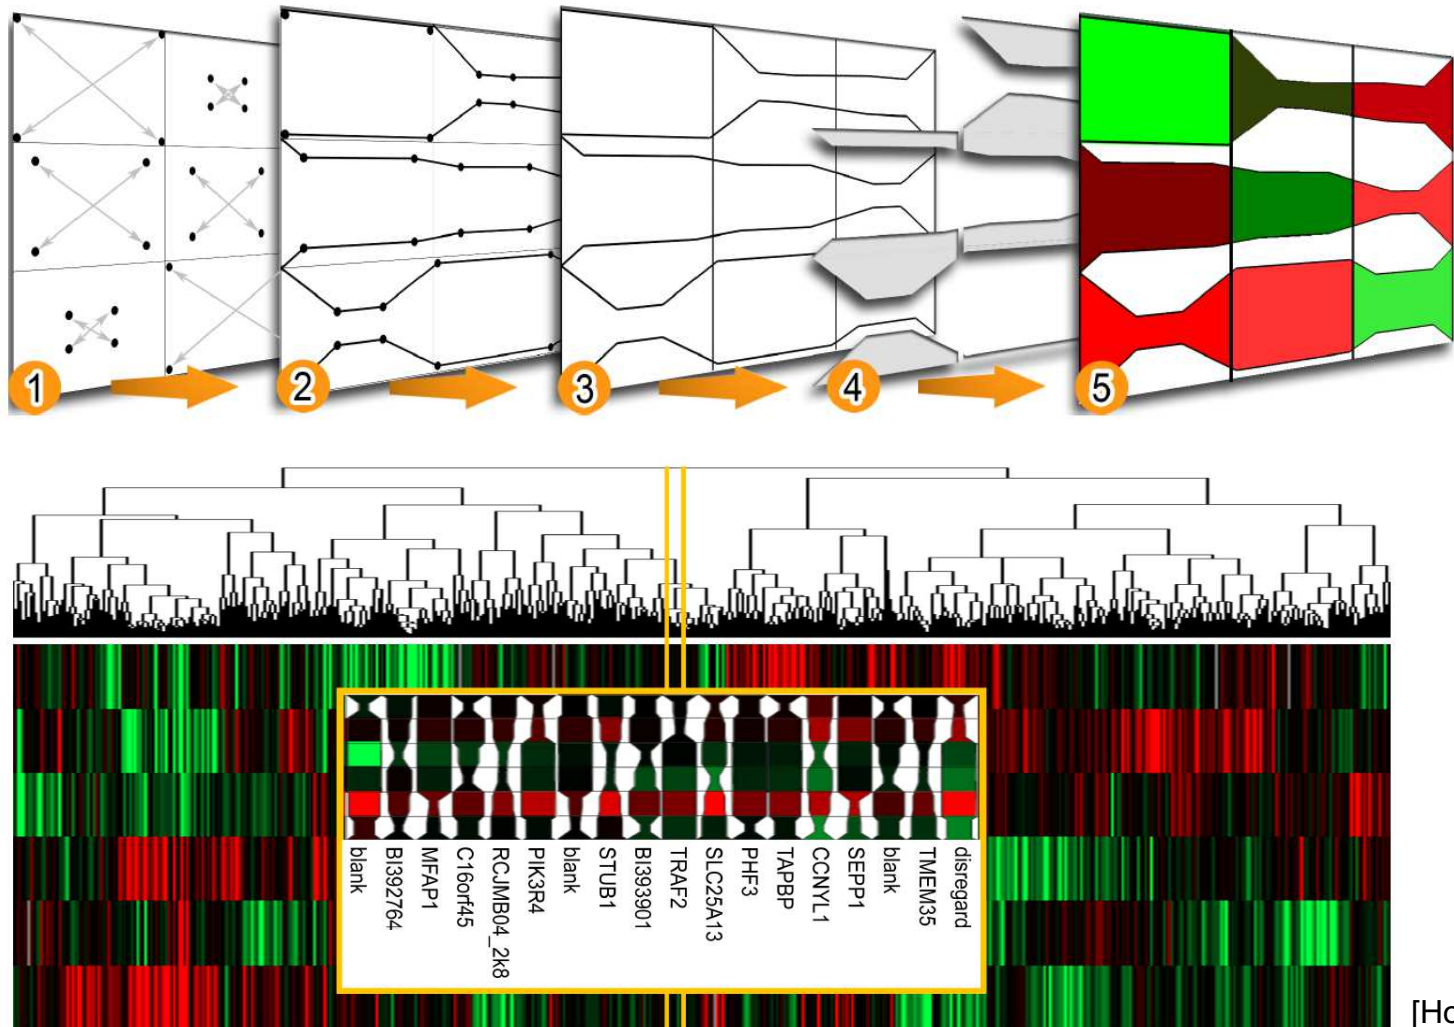 1
2
3
4
5
blank
BI392764
MFAP1
C16orf45
RCJMB04_2k8
PIK3R4
blank
STUB1
BI393901
TRAF2
SLC25A13
PHF3
TAPBP
CCNYL1
SEPP1
blank
TMEM35
disregard
[Ho